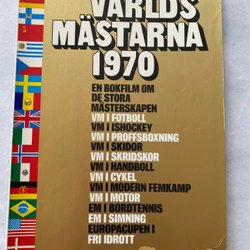 VÄRLDS
MÄSTARNA
1970
EN BOKFILM OM
DE STORA
MÄSTERSKAPEN
VM I FOTBOLL
VM I ISHOCKEY
VM I PROFFSBOXNING
VM I SKIDOR
VM I SKRIDSKOR
VM I HANDBOLL
VM I CYKEL
VM I MODERN FEMKAMP
VM I MOTOR
EM I BORDTENNIS
EM I SIMNING
EUROPACUPEN I
FRI IDROTT